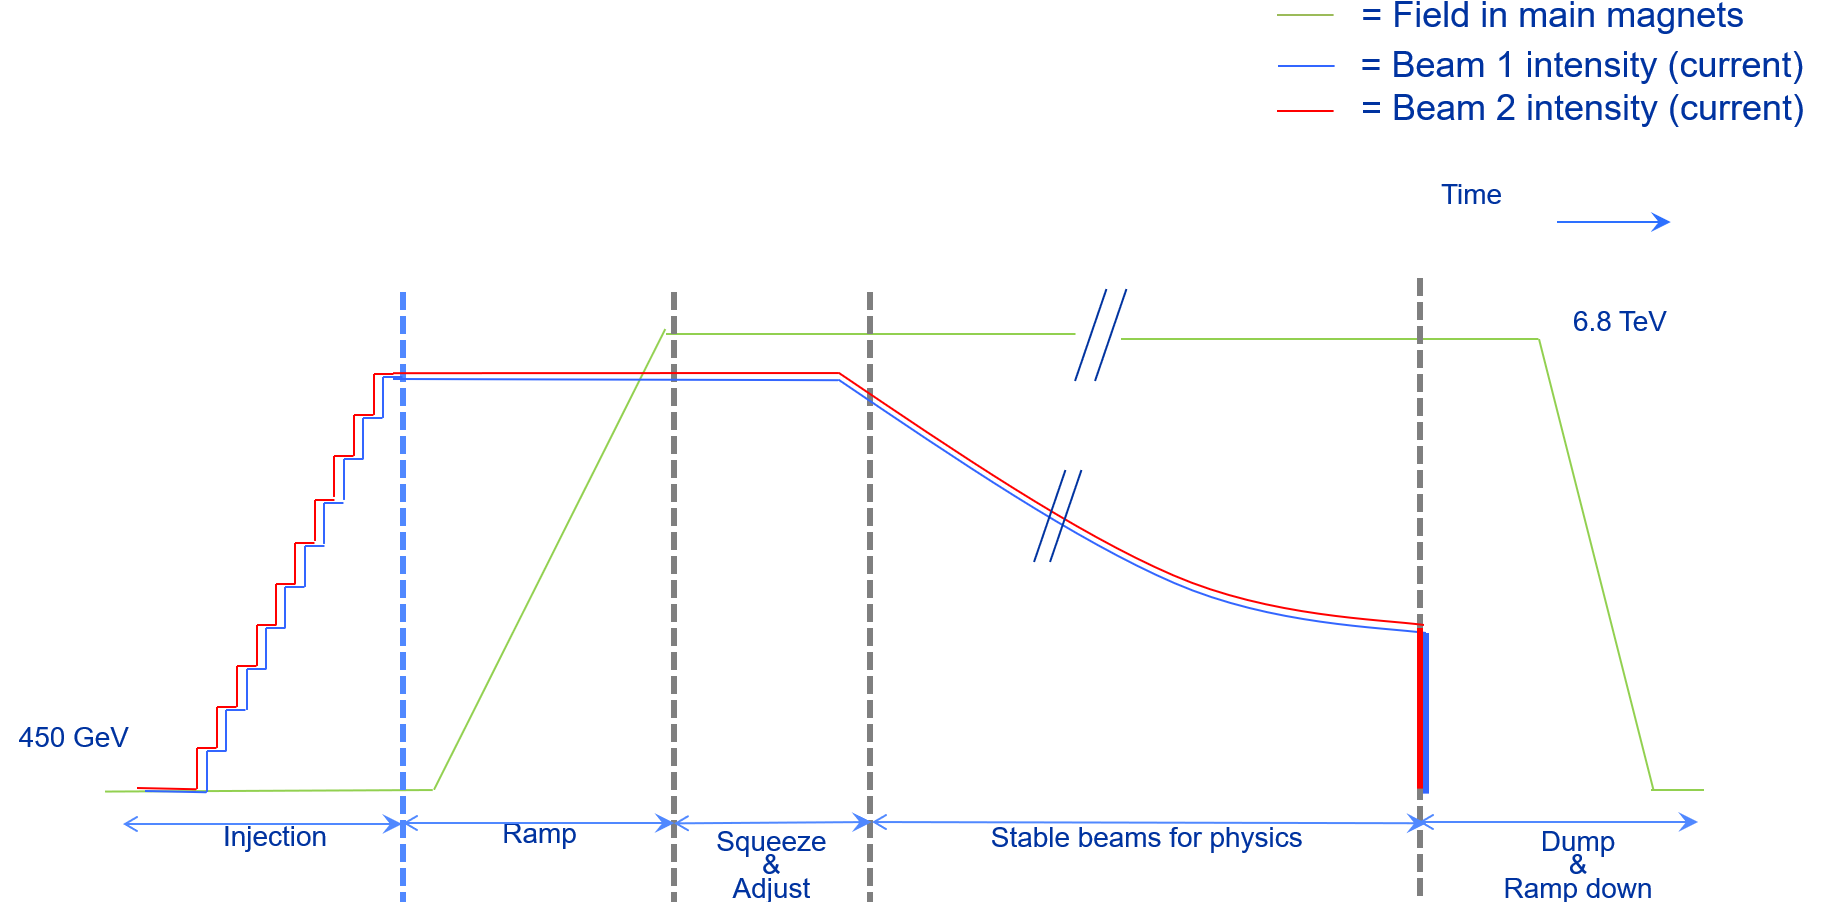 = Field in main magnets
= Beam 1 intensity (current)
= Beam 2 intensity (current)
Time
6.8 TeV
450 GeV
Injection
Ramp
Squeeze
&
Adjust
Stable beams for physics
Dump
&
Ramp down